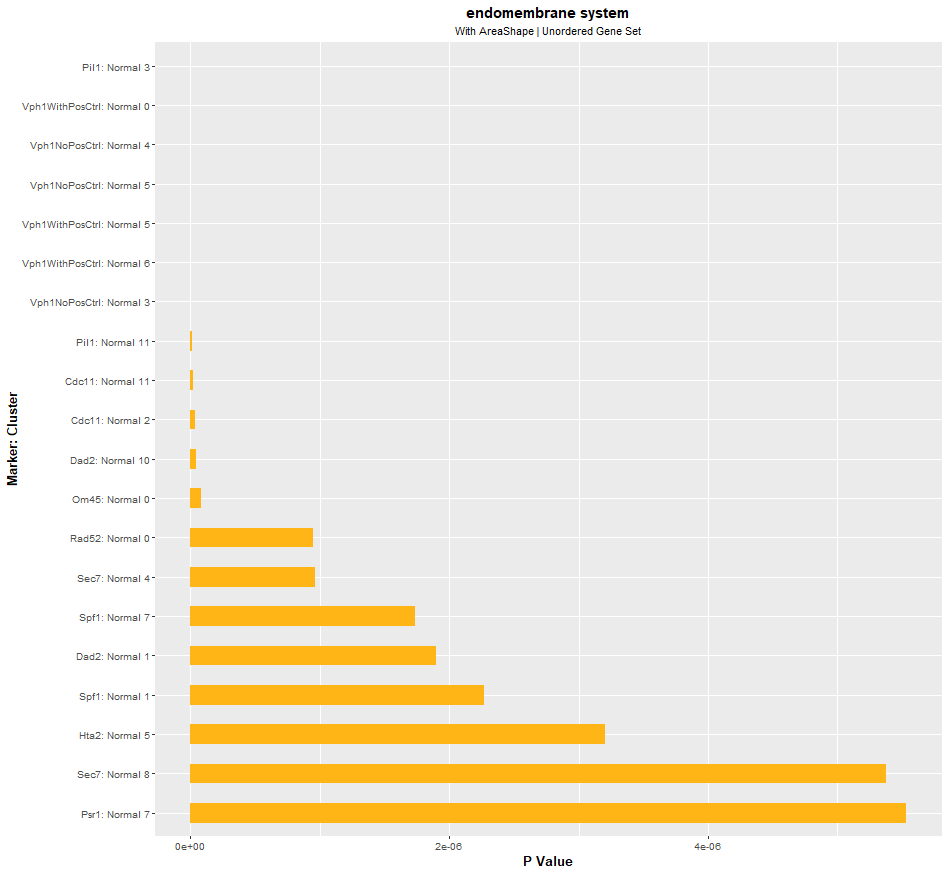 endomembrane system
With AreaShape | Unordered Gene Set
Pil1: Normal 3
Vph1WithPosCtrl: Normal 0
Vph1NoPosCtrl: Normal 4
Vph1NoPosCtrl: Normal 5
Vph1WithPosCtrl: Normal 5
Vph1WithPosCtrl: Normal 6
Vph1NoPosCtrl: Normal 3
Pil1: Normal 11
Cdc11: Normal 11
Cdc11: Normal 2
Dad2: Normal 10
Om45: Normal 0
Rad52: Normal 0
Sec7: Normal 4
Spf1: Normal 7
Dad2: Normal 1
Spf1: Normal 1
Hta2: Normal 5
Sec7: Normal 8
Psr1: Normal 7
Marker: Cluster
0e+00 2e-06 4e-06
P Value